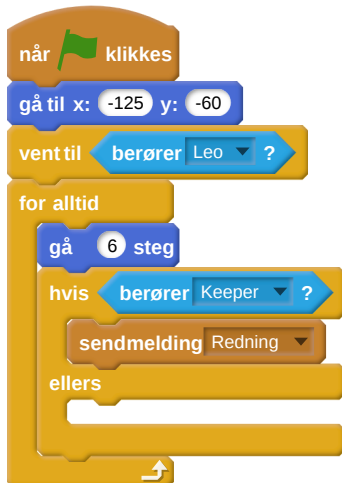 når klikkes
gå til x: -125 y: -60
vent til berører Leo ?
for alltid
gå 6 steg
hvis berører Keeper ?
sendmelding Redning
ellers